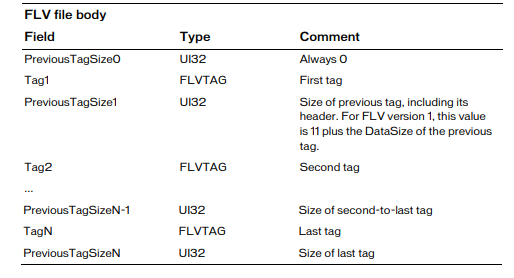 FLV file body
Field Type Comment
PreviousTagSize0 UI32 Always 0
Tag1 FLVTAG First tag
PreviousTagSize1 UI32 Size of previous tag, including its
header. For FLV version 1, this value
is 11 plus the DataSize of the previous
tag.
Tag2 FLVTAG Second tag
...
PreviousTagSizeN-1 UI32 Size of second-to-last tag
TagN FLVTAG Last tag
PreviousTagSizeN UI32 Size of last tag